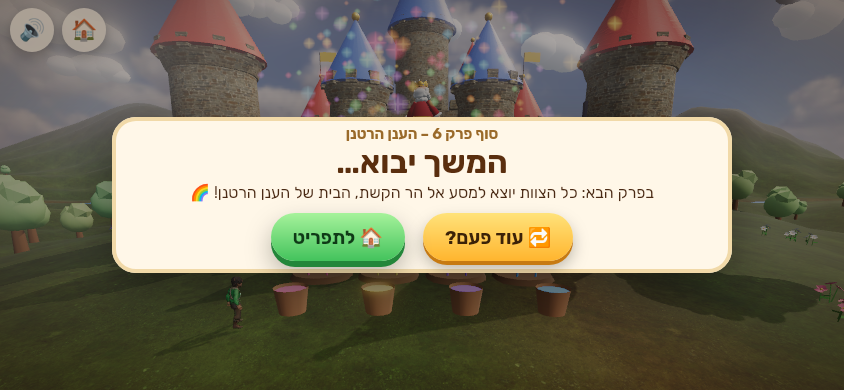 סוף פרק 6 – הענן הרטנן
המשך יבוא...
בפרק הבא: כל הצוות יוצא למסע אל הר הקשת, הבית של הענן הרטנן! 🌈
🔁 עוד פעם?
🏠 לתפריט